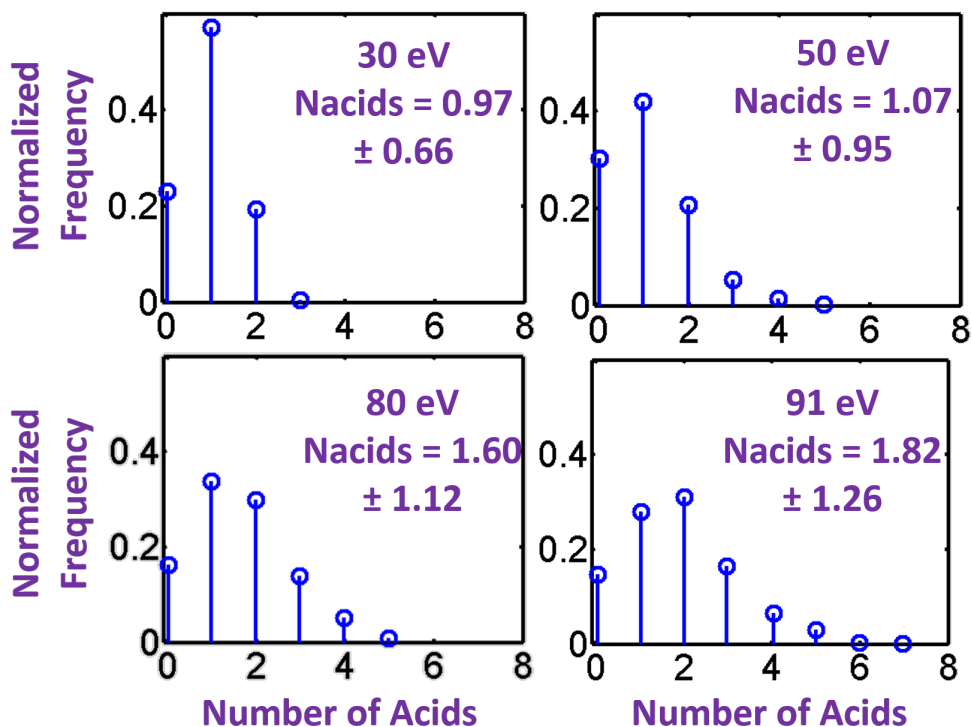 Normalized
Frequency
0.4
0.2
0
30 eV
Nacids = 0.97
± 0.66
0 2 4 6 8
0.4
0.2
0
50 eV
Nacids = 1.07
± 0.95
0 2 4 6 8
Normalized
Frequency
0.4
0.2
0
80 eV
Nacids = 1.60
± 1.12
0 2 4 6 8
Number of Acids
0.4
0.2
0
91 eV
Nacids = 1.82
± 1.26
0 2 4 6 8
Number of Acids